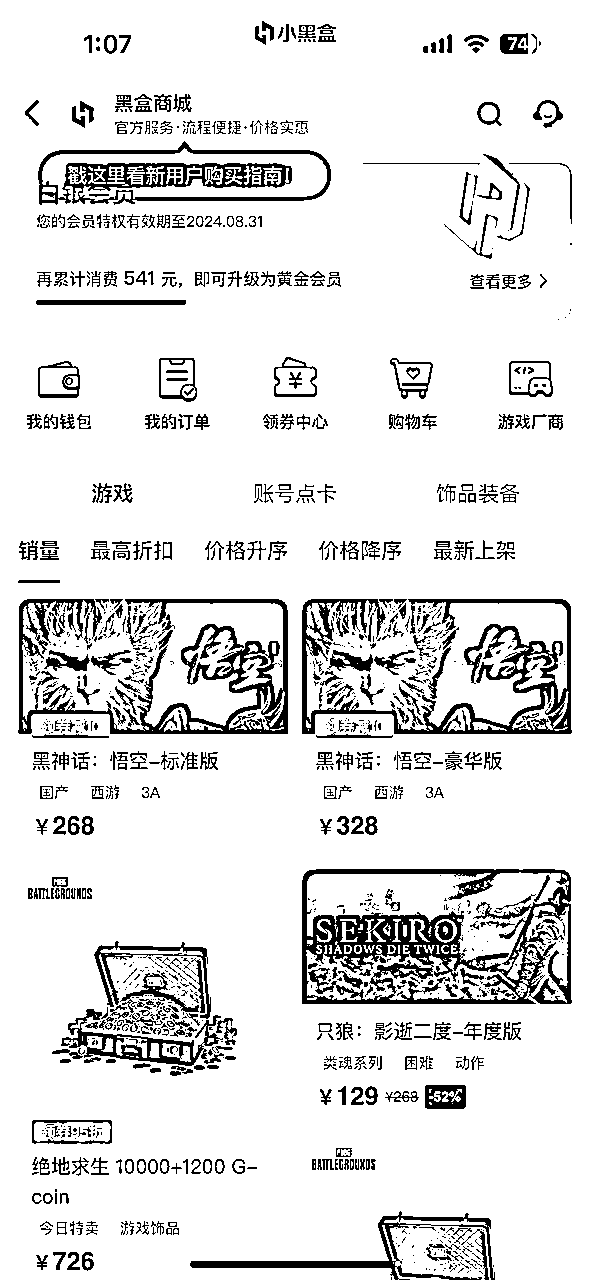 1:07
小黑盒
74
黑盒商城
官方服务·流程便捷·价格实惠
戳这里看新用户购买指南!
白银会员
您的会员特权有效期至2024.08.31
再累计消费 541 元，即可升级为黄金会员
查看更多
我的钱包 我的订单 领券中心 购物车 游戏厂商
游戏 账号点卡 饰品装备
销量 最高折扣 价格升序 价格降序 最新上架
悟空
悟空
黑神话：悟空-标准版
国产 西游 3A
¥268
黑神话：悟空-豪华版
国产 西游 3A
¥328
PUBG
BATTLEGROUNDS
领券95折
绝地求生 10000+1200 G-
coin
今日特卖 游戏饰品
¥726
SEKIRO
SHADOWS DIE TWICE
只狼：影逝二度-年度版
类魂系列 困难 动作
¥129 ¥268 -52%
PUBG
BATTLEGROUNDS